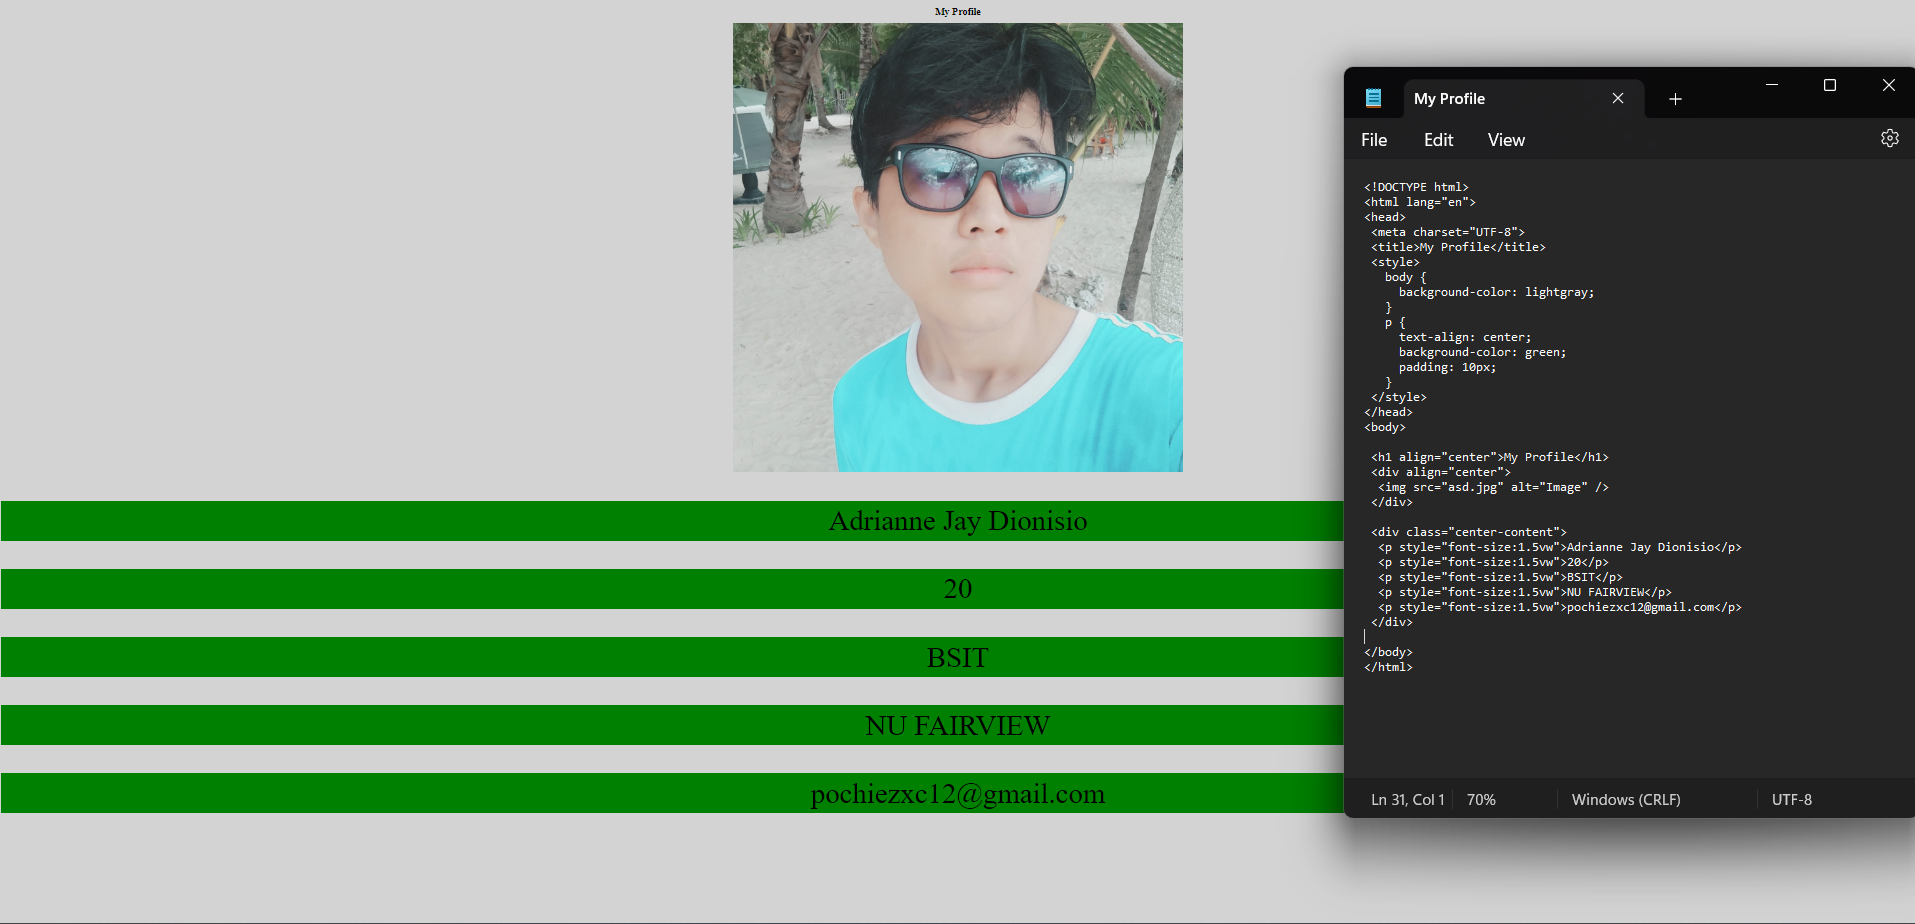 My Profile
Adrianne Jay Dionisio
20
BSIT
NU FAIRVIEW
pochiezxc12@gmail.com
My Profile
File Edit View
<!DOCTYPE html>
<html lang="en">
<head>
<meta charset="UTF-8">
<title>My Profile</title>
<style>
body {
background-color: lightgray;
}
p {
text-align: center;
background-color: green;
padding: 10px;
}
</style>
</head>
<body>
<h1 align="center">My Profile</h1>
<div align="center">
<img src="asd.jpg" alt="Image" />
</div>
<div class="center-content">
<p style="font-size:1.5vw">Adrianne Jay Dionisio</p>
<p style="font-size:1.5vw">20</p>
<p style="font-size:1.5vw">BSIT</p>
<p style="font-size:1.5vw">NU FAIRVIEW</p>
<p style="font-size:1.5vw">pochiezxc12@gmail.com</p>
</div>
</body>
</html>
Ln 31, Col 1 70% Windows (CRLF) UTF-8